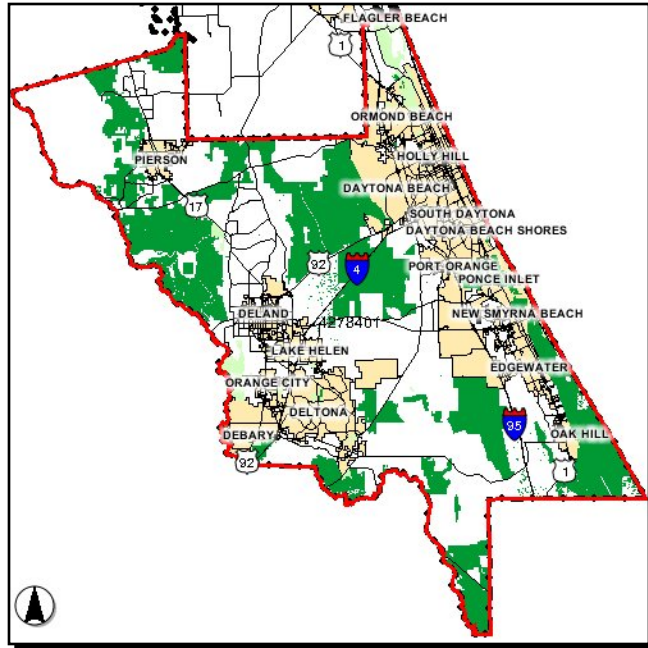 FLAGLER BEACH
1
ORMOND BEACH
HOLLY HILL
PIERSON
DAYTONA BEACH
17
SOUTH DAYTONA
DAYTONA BEACH SHORES
92
4
PORT ORANGE
PONCE INLET
DELAND
4278401
NEW SMYRNA BEACH
LAKE HELEN
EDGEWATER
ORANGE CITY
DELTONA
95
DEBARY
OAK HILL
92
1